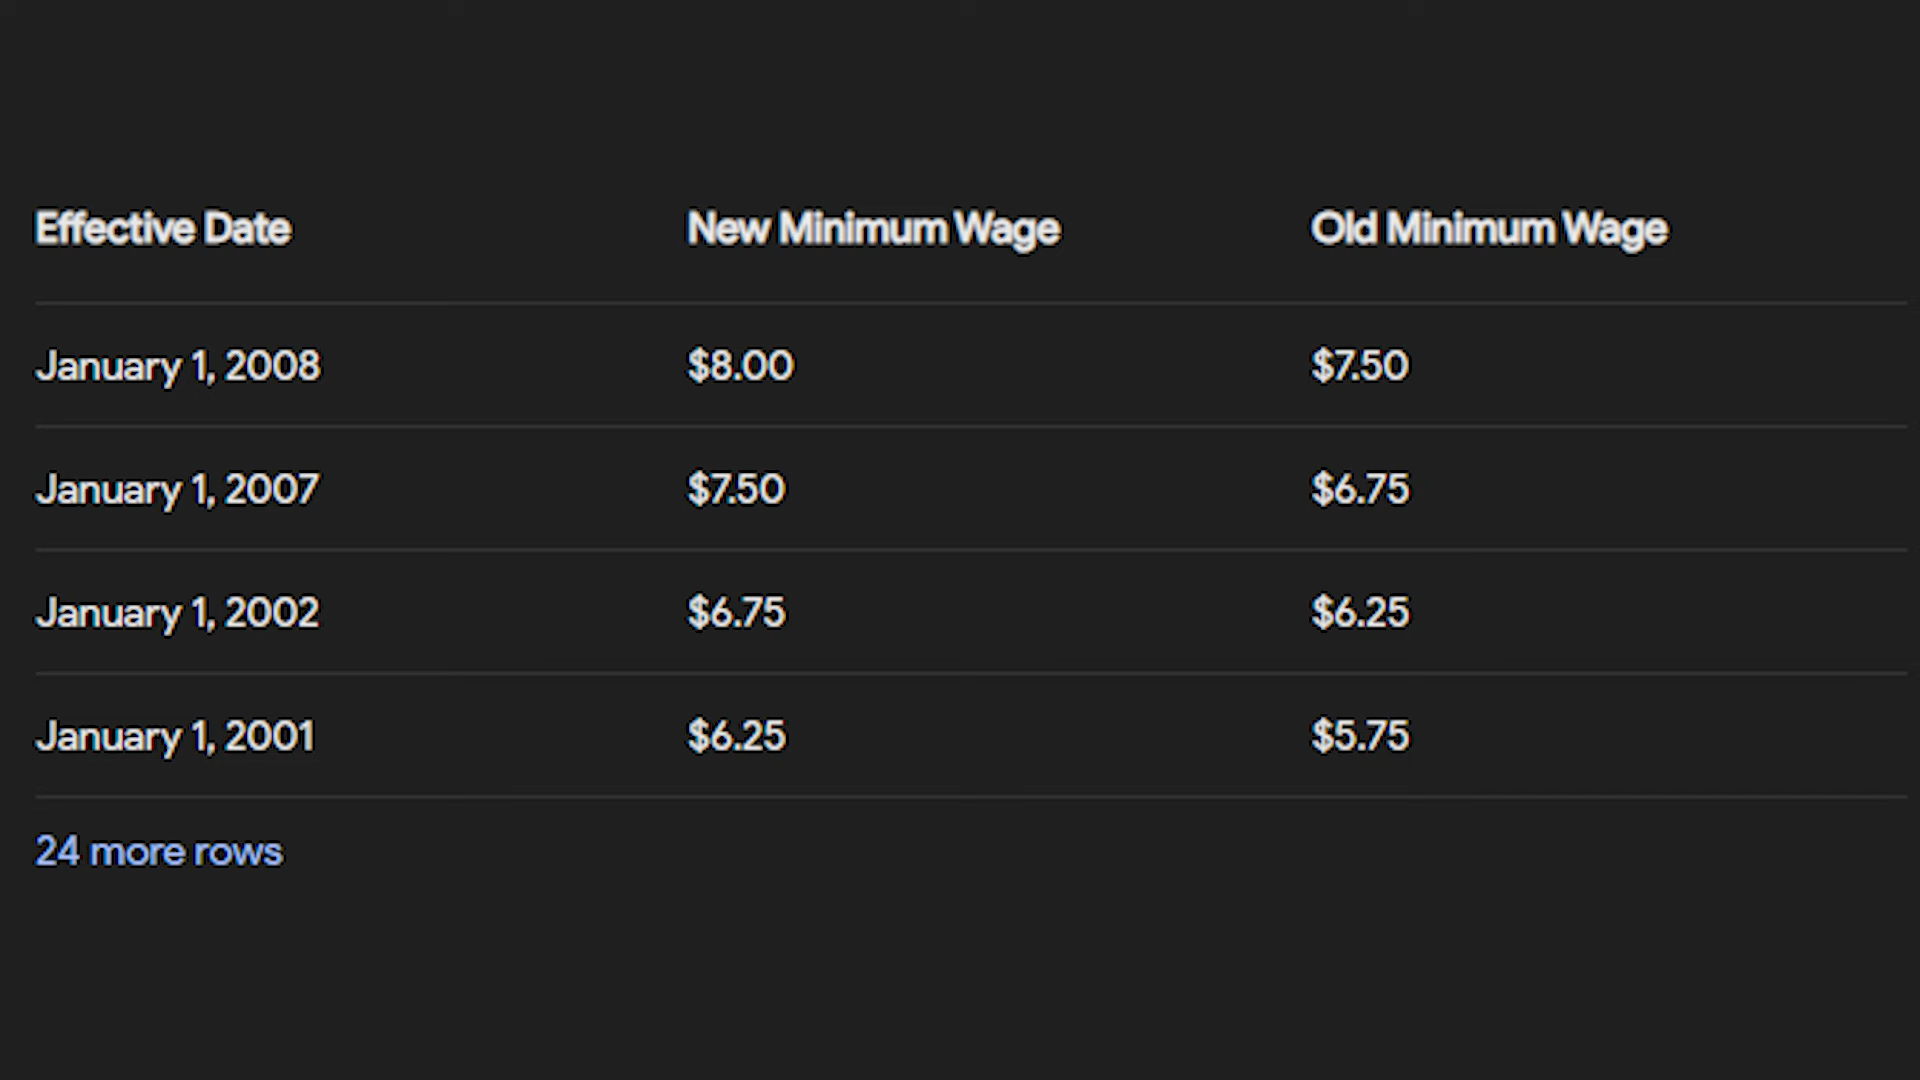 Effective Date New Minimum Wage Old Minimum Wage
January 1, 2008 $8.00 $7.50
January 1, 2007 $7.50 $6.75
January 1, 2002 $6.75 $6.25
January 1, 2001 $6.25 $5.75
24 more rows